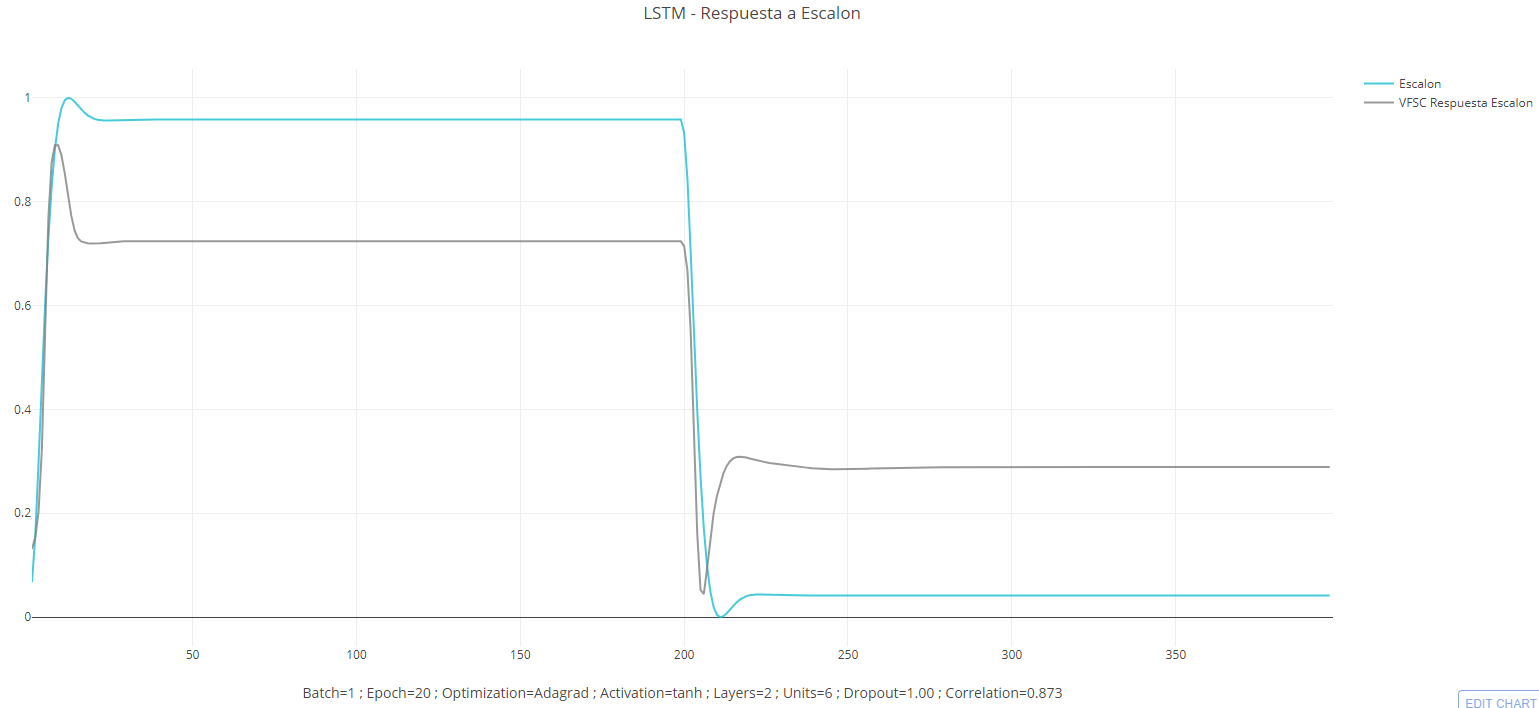 LSTM - Respuesta a Escalon
Escalon
VFSC Respuesta Escalon
1
0.8
0.6
0.4
0.2
0
50 100 150 200 250 300 350
Batch=1 ; Epoch=20 ; Optimization=Adagrad ; Activation=tanh ; Layers=2 ; Units=6 ; Dropout=1.00 ; Correlation=0.873
EDIT CHART